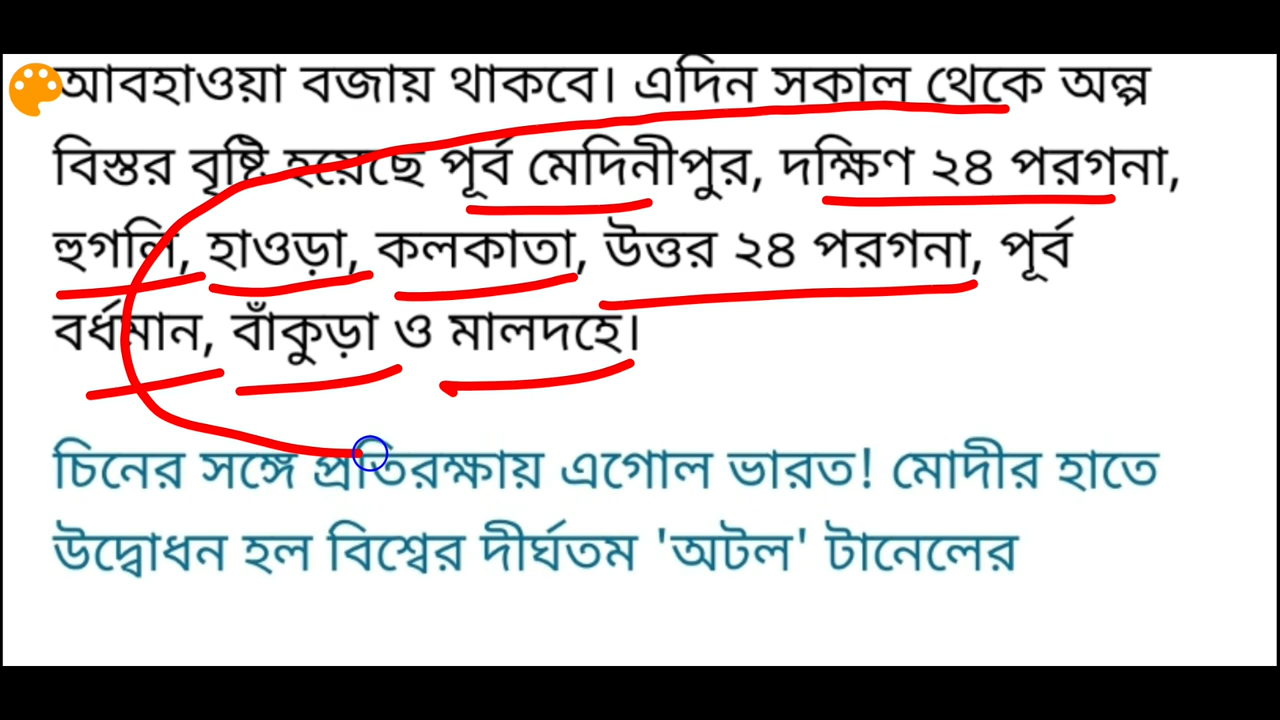 আবহাওয়া বজায় থাকবে। এদিন সকাল থেকে অল্প
বিস্তর বৃষ্টি হয়েছে পূর্ব মেদিনীপুর, দক্ষিণ ২৪ পরগনা,
হুগলি, হাওড়া, কলকাতা, উত্তর ২৪ পরগনা, পূর্ব
বর্ধমান, বাঁকুড়া ও মালদহে।
চিনের সঙ্গে প্রতিরক্ষায় এগোল ভারত! মোদীর হাতে
উদ্বোধন হল বিশ্বের দীর্ঘতম 'অটল' টানেলের